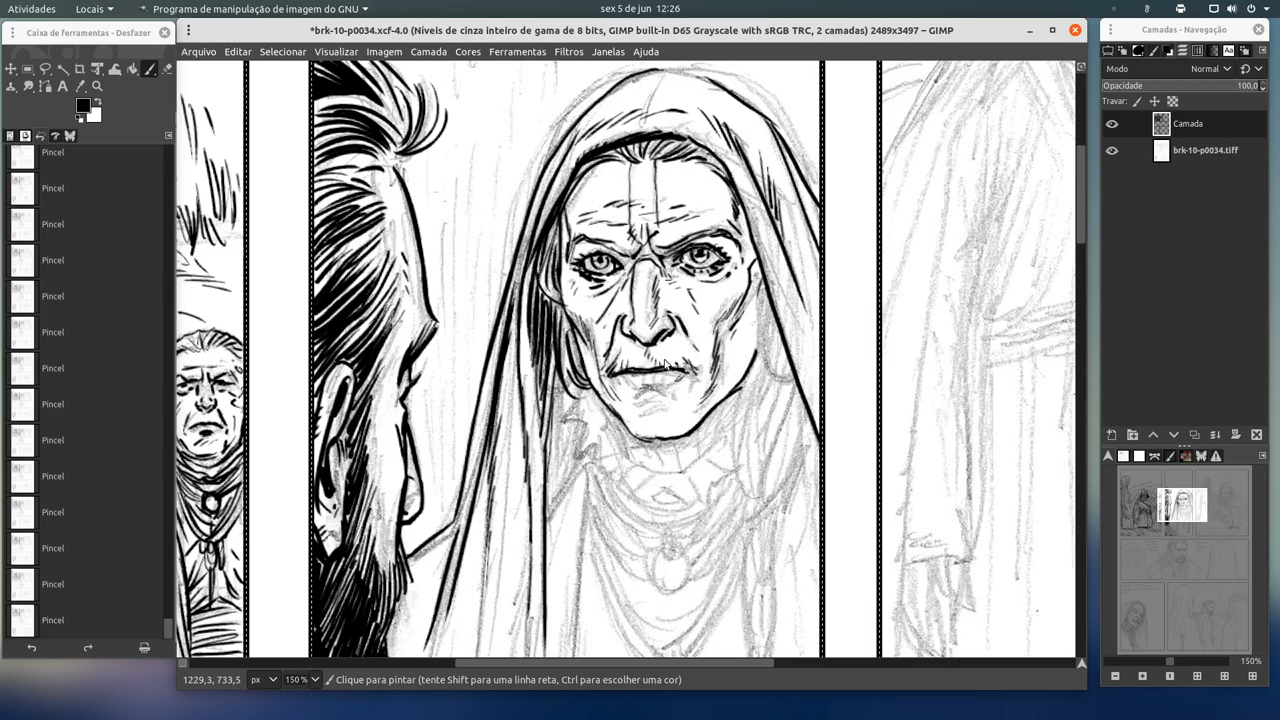 Atividades
Locais
Programa de manipulação de imagem do GNU
sex 5 de jun 12:26
Caixa de ferramentas - Desfazer
*brk-10-p0034.xcf-4.0 (Níveis de cinza inteiro de gama de 8 bits, GIMP built-in D65 Grayscale with sRGB TRC, 2 camadas) 2489x3497 – GIMP
Camadas - Navegação
Arquivo Editar Selecionar Visualizar Imagem Camada Cores Ferramentas Filtros Janelas Ajuda
Modo Normal
Opacidade 100,0
Travar:
Camada
brk-10-p0034.tiff
Pincel
Pincel
Pincel
Pincel
Pincel
Pincel
Pincel
Pincel
Pincel
Pincel
Pincel
Pincel
Pincel
Pincel
150%
1229,3, 733,5 px 150 % Clique para pintar (tente Shift para uma linha reta, Ctrl para escolher uma cor)